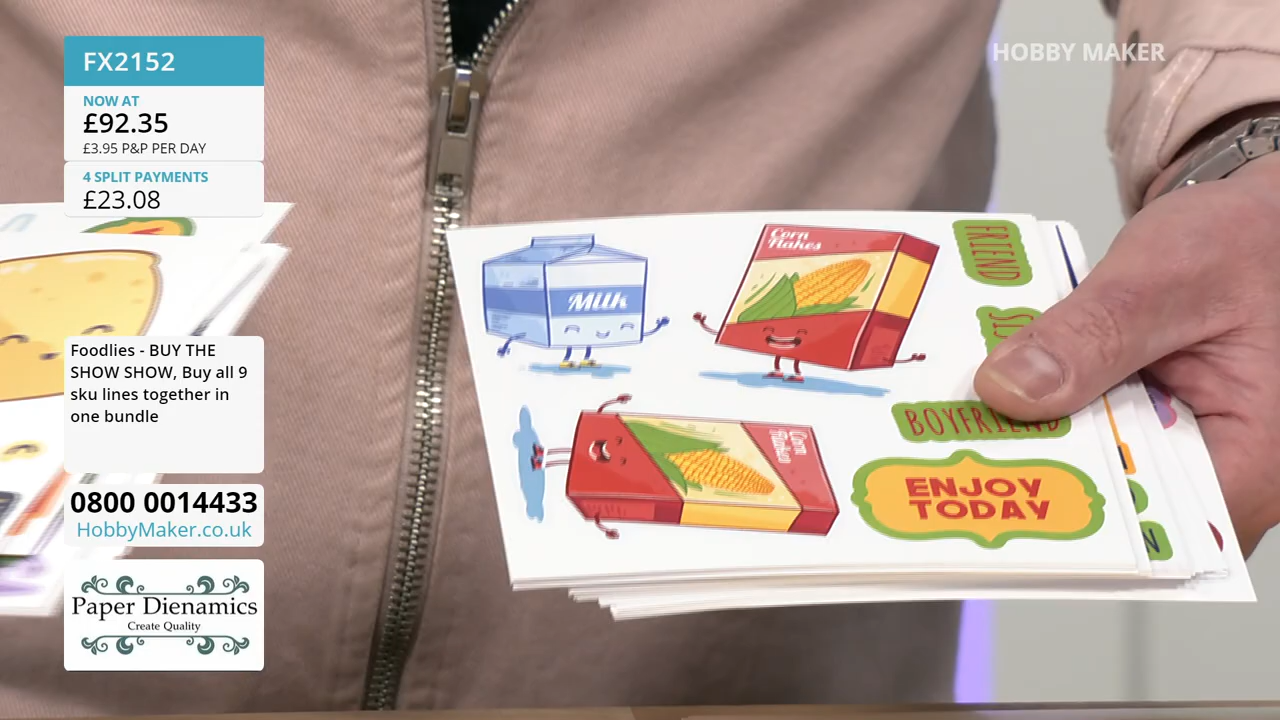 FX2152
NOW AT
£92.35
£3.95 P&P PER DAY
4 SPLIT PAYMENTS
£23.08
Foodlies - BUY THE
SHOW SHOW, Buy all 9
sku lines together in
one bundle
0800 0014433
HobbyMaker.co.uk
Paper Dienamics
Create Quality
HOBBY MAKER
Milk
Corn
Flakes
FRIEND
SIS
BOYFRIEND
Corn
Flakes
ENJOY
TODAY
N